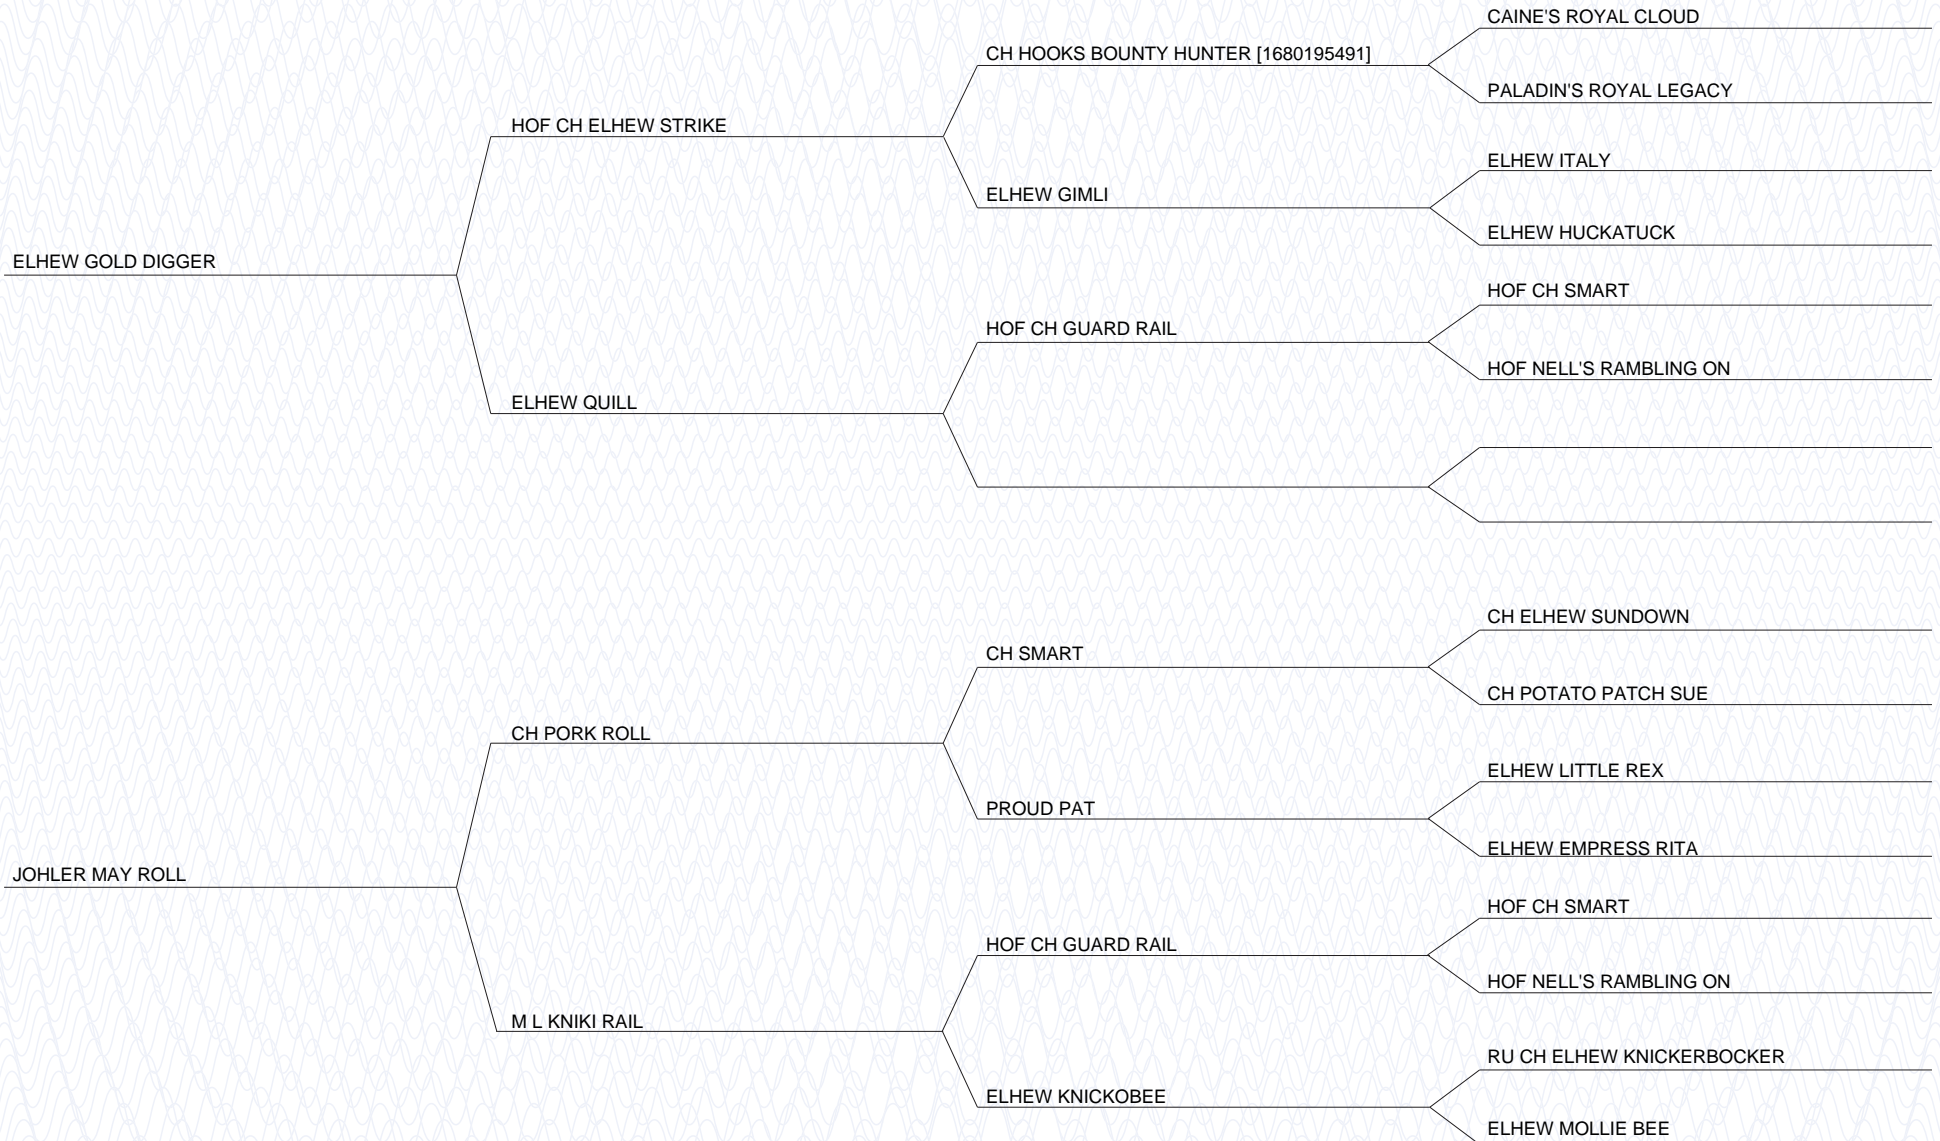 CAINE'S ROYAL CLOUD
CH HOOKS BOUNTY HUNTER [1680195491]
PALADIN'S ROYAL LEGACY
HOF CH ELHEW STRIKE
ELHEW ITALY
ELHEW GIMLI
ELHEW HUCKATUCK
ELHEW GOLD DIGGER
HOF CH SMART
HOF CH GUARD RAIL
HOF NELL'S RAMBLING ON
ELHEW QUILL
CH ELHEW SUNDOWN
CH SMART
CH POTATO PATCH SUE
CH PORK ROLL
ELHEW LITTLE REX
PROUD PAT
ELHEW EMPRESS RITA
JOHLER MAY ROLL
HOF CH SMART
HOF CH GUARD RAIL
HOF NELL'S RAMBLING ON
M L KNIKI RAIL
RU CH ELHEW KNICKERBOCKER
ELHEW KNICKOBEE
ELHEW MOLLIE BEE